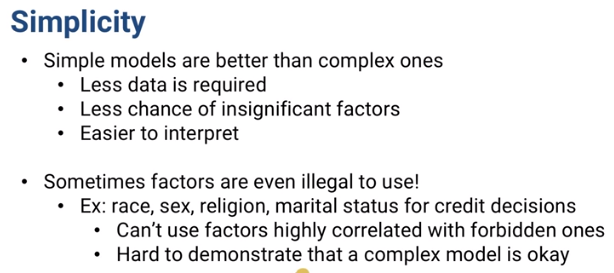 Simplicity
• Simple models are better than complex ones
• Less data is required
• Less chance of insignificant factors
• Easier to interpret
• Sometimes factors are even illegal to use!
• Ex: race, sex, religion, marital status for credit decisions
• Can't use factors highly correlated with forbidden ones
• Hard to demonstrate that a complex model is okay